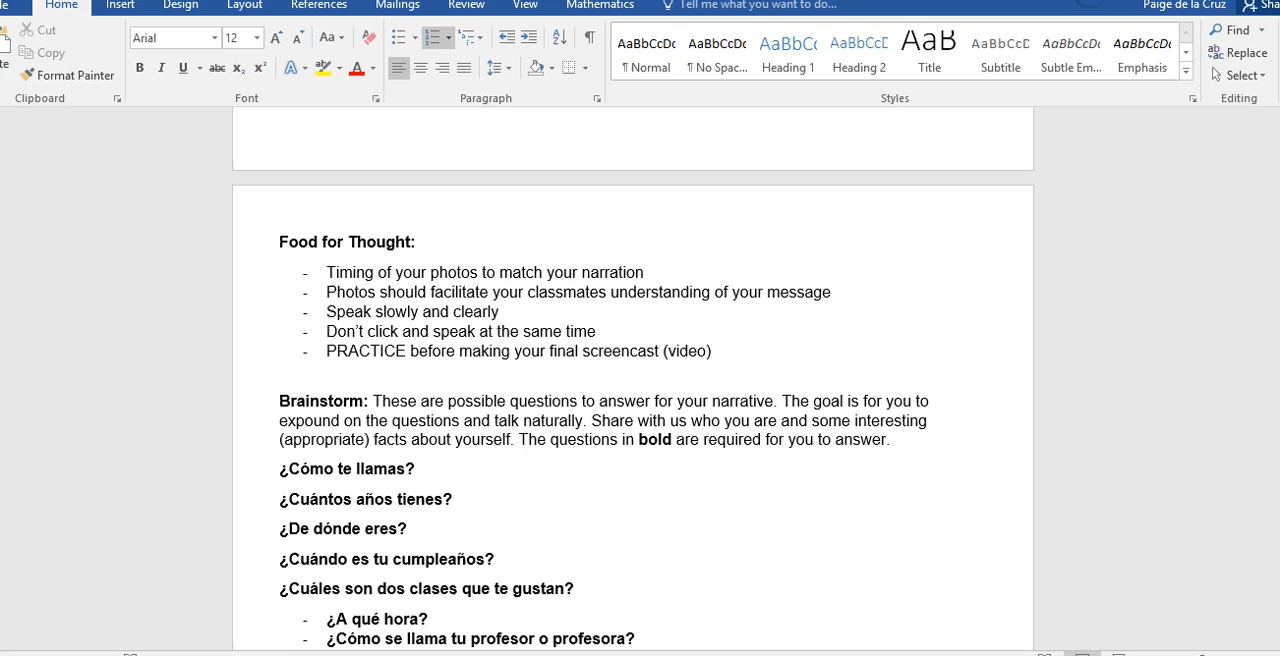 Home Insert Design Layout References Mailings Review View Mathematics Tell me what you want to do... Paige de la Cruz Sha
Cut
Copy
Format Painter
Clipboard
Arial 12 Aa
B I U abc x₂ x² A A
Font
Paragraph
AaBbCcDc AaBbCcDc AaBbCc AaBbCcD AaB AaBbCcD AaBbCcDc AaBbCcDc
¶ Normal ¶ No Spac... Heading 1 Heading 2 Title Subtitle Subtle Em... Emphasis
Styles
Find
Replace
Select
Editing
Food for Thought:
- Timing of your photos to match your narration
- Photos should facilitate your classmates understanding of your message
- Speak slowly and clearly
- Don’t click and speak at the same time
- PRACTICE before making your final screencast (video)
Brainstorm: These are possible questions to answer for your narrative. The goal is for you to
expound on the questions and talk naturally. Share with us who you are and some interesting
(appropriate) facts about yourself. The questions in bold are required for you to answer.
¿Cómo te llamas?
¿Cuántos años tienes?
¿De dónde eres?
¿Cuándo es tu cumpleaños?
¿Cuáles son dos clases que te gustan?
- ¿A qué hora?
- ¿Cómo se llama tu profesor o profesora?